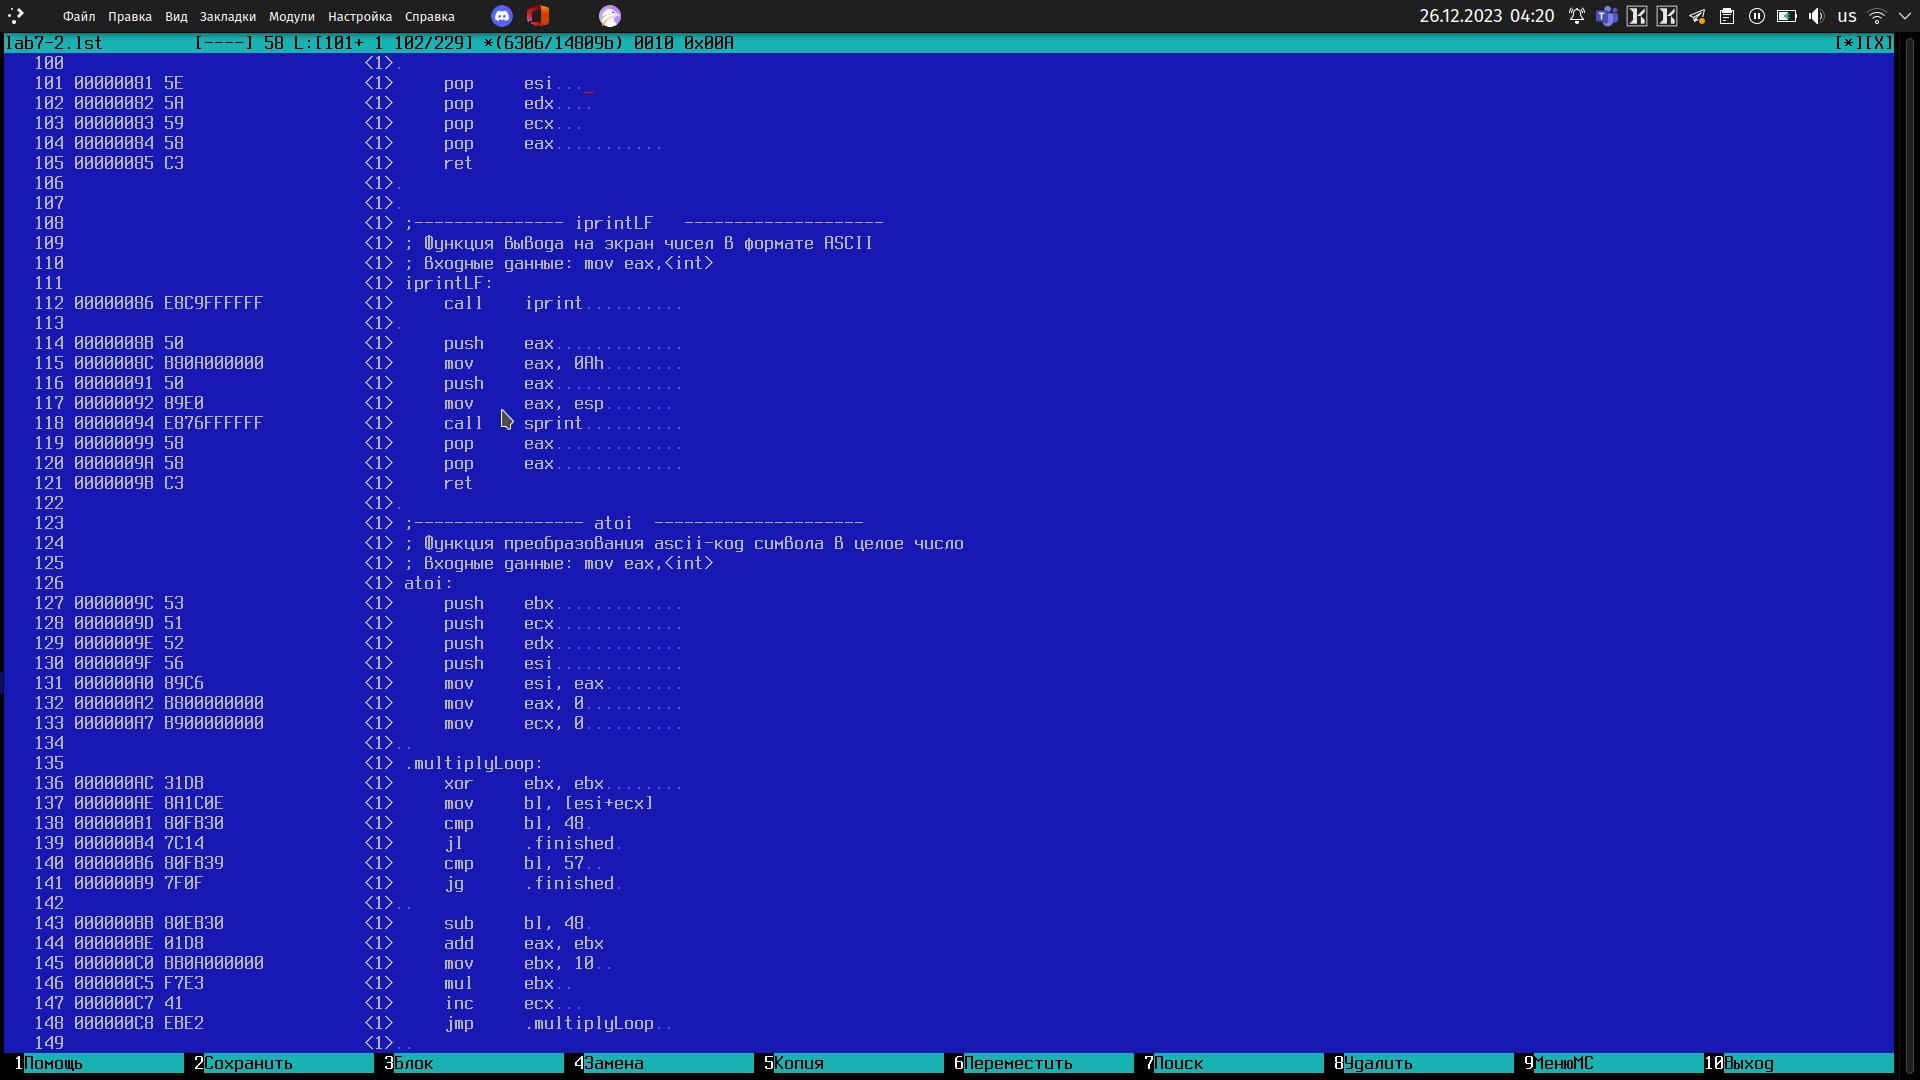 Файл Правка Вид Закладки Модули Настройка Справка 26.12.2023 04:20 us
lab7-2.lst [----] 58 L:[101+ 1 102/229] *(6306/14809b) 0010 0x00A [*][X]
100 <1>.
101 00000081 5E <1> pop esi..._
102 00000082 5A <1> pop edx....
103 00000083 59 <1> pop ecx...
104 00000084 58 <1> pop eax...........
105 00000085 C3 <1> ret
106 <1>.
107 <1>.
108 <1> ;--------------- iprintLF --------------------
109 <1> ; Функция вывода на экран чисел в формате ASCII
110 <1> ; входные данные: mov eax,<int>
111 <1> iprintLF:
112 00000086 E8C9FFFFFF <1> call iprint..........
113 <1>.
114 0000008B 50 <1> push eax.............
115 0000008C B80A000000 <1> mov eax, 0Ah........
116 00000091 50 <1> push eax.............
117 00000092 89E0 <1> mov eax, esp.......
118 00000094 E876FFFFFF <1> call sprint..........
119 00000099 58 <1> pop eax.............
120 0000009A 58 <1> pop eax.............
121 0000009B C3 <1> ret
122 <1>.
123 <1> ;----------------- atoi ---------------------
124 <1> ; Функция преобразования ascii-код символа в целое число
125 <1> ; входные данные: mov eax,<int>
126 <1> atoi:
127 0000009C 53 <1> push ebx.............
128 0000009D 51 <1> push ecx.............
129 0000009E 52 <1> push edx.............
130 0000009F 56 <1> push esi.............
131 000000A0 89C6 <1> mov esi, eax........
132 000000A2 B800000000 <1> mov eax, 0..........
133 000000A7 B900000000 <1> mov ecx, 0..........
134 <1>..
135 <1> .multiplyLoop:
136 000000AC 31DB <1> xor ebx, ebx........
137 000000AE 8A1C0E <1> mov bl, [esi+ecx]
138 000000B1 80FB30 <1> cmp bl, 48.
139 000000B4 7C14 <1> jl .finished.
140 000000B6 80FB39 <1> cmp bl, 57..
141 000000B9 7F0F <1> jg .finished.
142 <1>..
143 000000BB 80EB30 <1> sub bl, 48.
144 000000BE 01D8 <1> add eax, ebx
145 000000C0 BB0A000000 <1> mov ebx, 10..
146 000000C5 F7E3 <1> mul ebx..
147 000000C7 41 <1> inc ecx...
148 000000C8 EBE2 <1> jmp .multiplyLoop..
149 <1>..
1Помощь 2Сохранить 3Блок 4Замена 5Копия 6Переместить 7Поиск 8Удалить 9МенюMC 10Выход